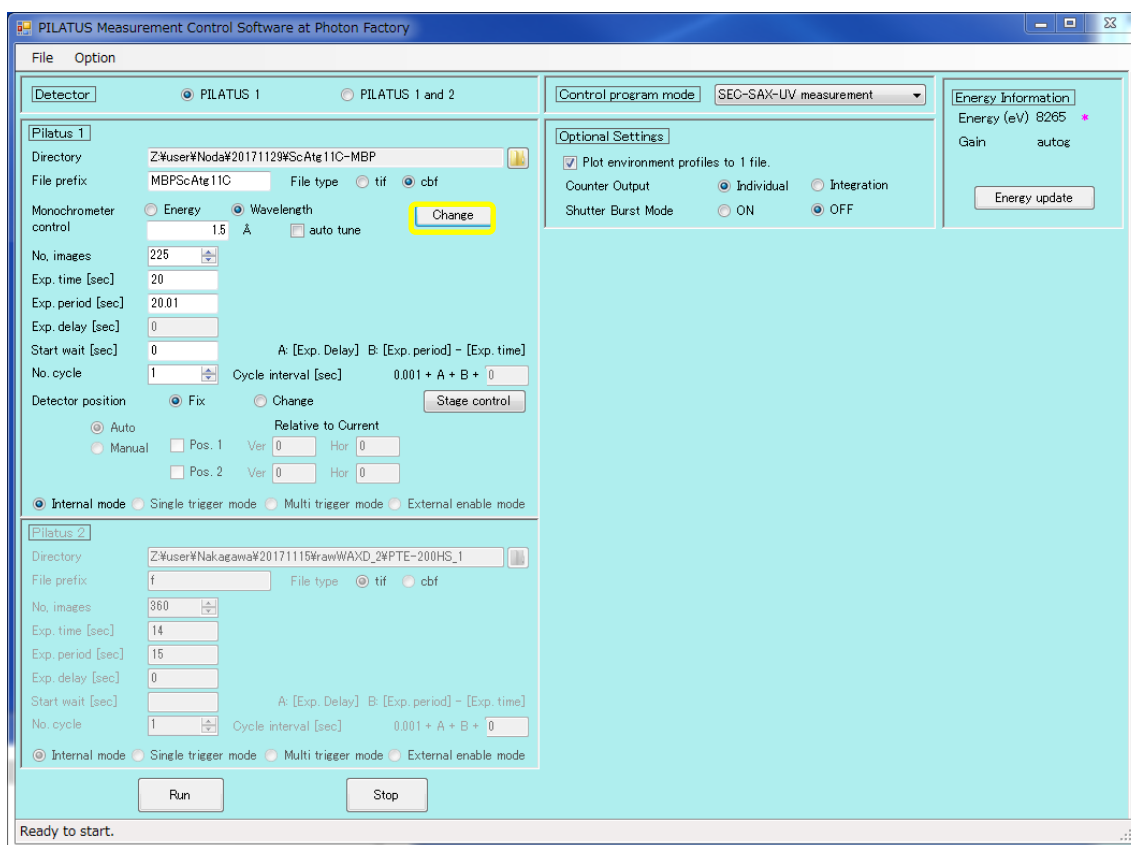 PILATUS Measurement Control Software at Photon Factory
File Option
Detector PILATUS 1 PILATUS 1 and 2
Control program mode SEC-SAX-UV measurement
Energy Information
Energy (eV) 8265 *
Gain autog
Energy update
Pilatus 1
Directory Z:¥user¥Noda¥20171129¥ScAtg11C-MBP
File prefix MBPScAtg11C File type tif cbf
Monochrometer control Energy Wavelength Change
1.5 Å auto tune
No, images 225
Exp. time [sec] 20
Exp. period [sec] 20.01
Exp. delay [sec] 0
Start wait [sec] 0 A: [Exp. Delay] B: [Exp. period] - [Exp. time]
No. cycle 1 Cycle interval [sec] 0.001 + A + B + 0
Detector position Fix Change Stage control
Auto Relative to Current
Manual Pos. 1 Ver 0 Hor 0
Pos. 2 Ver 0 Hor 0
Internal mode Single trigger mode Multi trigger mode External enable mode
Optional Settings
Plot environment profiles to 1 file.
Counter Output Individual Integration
Shutter Burst Mode ON OFF
Pilatus 2
Directory Z:¥user¥Nakagawa¥20171115¥rawWAXD_2¥PTE-200HS_1
File prefix f File type tif cbf
No, images 360
Exp. time [sec] 14
Exp. period [sec] 15
Exp. delay [sec] 0
Start wait [sec] A: [Exp. Delay] B: [Exp. period] - [Exp. time]
No. cycle 1 Cycle interval [sec] 0.001 + A + B + 0
Internal mode Single trigger mode Multi trigger mode External enable mode
Run Stop
Ready to start.